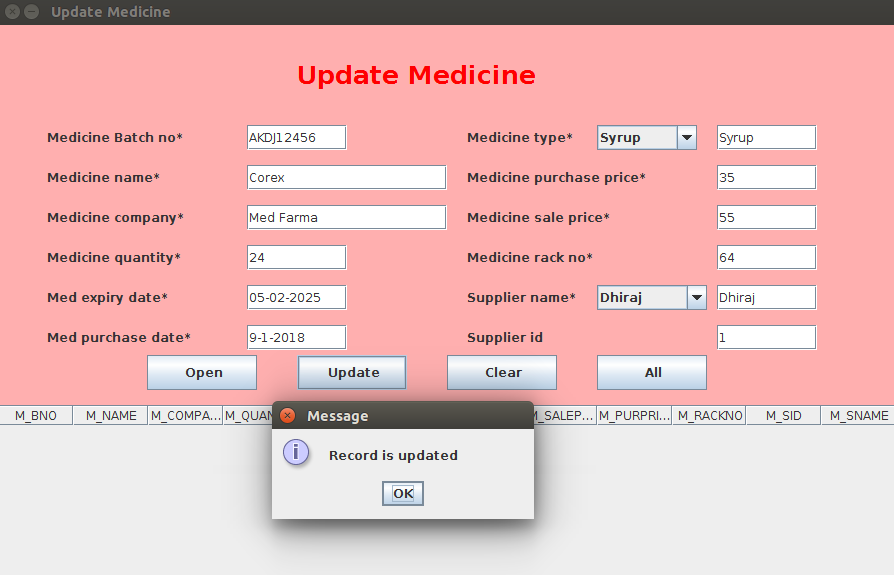 Update Medicine
Update Medicine
Medicine Batch no* AKDJ12456 Medicine type* Syrup Syrup
Medicine name* Corex Medicine purchase price* 35
Medicine company* Med Farma Medicine sale price* 55
Medicine quantity* 24 Medicine rack no* 64
Med expiry date* 05-02-2025 Supplier name* Dhiraj Dhiraj
Med purchase date* 9-1-2018 Supplier id 1
Open Update Clear All
M_BNO M_NAME M_COMPA... M_QUAN M_SALEP... M_PURPRI... M_RACKNO M_SID M_SNAME
Message
i Record is updated
OK